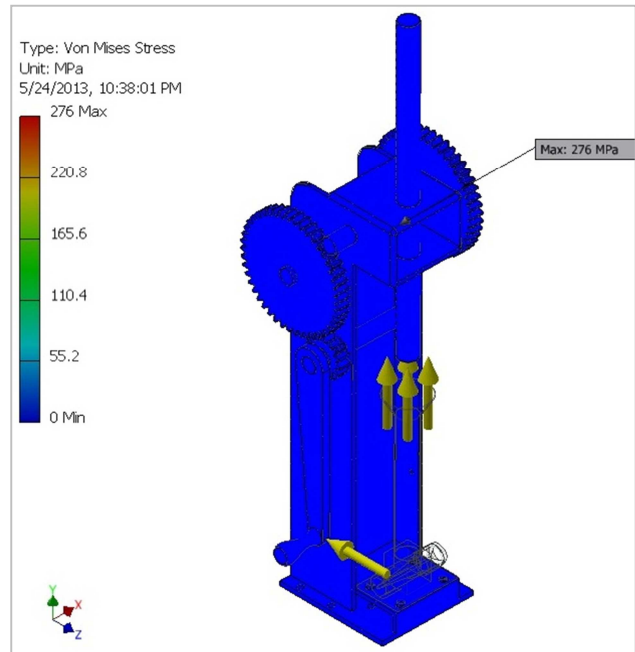 Type: Von Mises Stress
Unit: MPa
5/24/2013, 10:38:01 PM
276 Max
220.8
165.6
110.4
55.2
0 Min
Max: 276 MPa
Y
X
Z